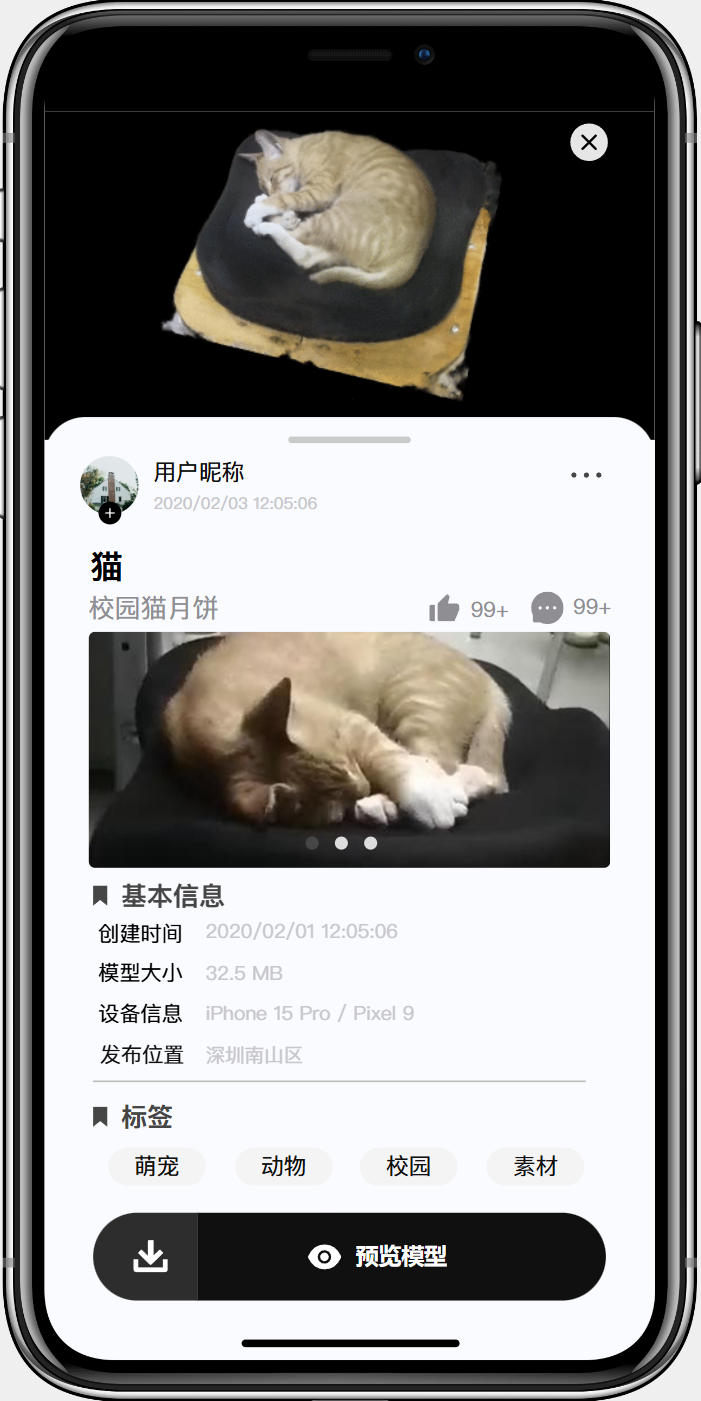 用户昵称
2020/02/03 12:05:06
猫
校园猫月饼 99+ 99+
基本信息
创建时间 2020/02/01 12:05:06
模型大小 32.5 MB
设备信息 iPhone 15 Pro / Pixel 9
发布位置 深圳南山区
标签
萌宠 动物 校园 素材
预览模型